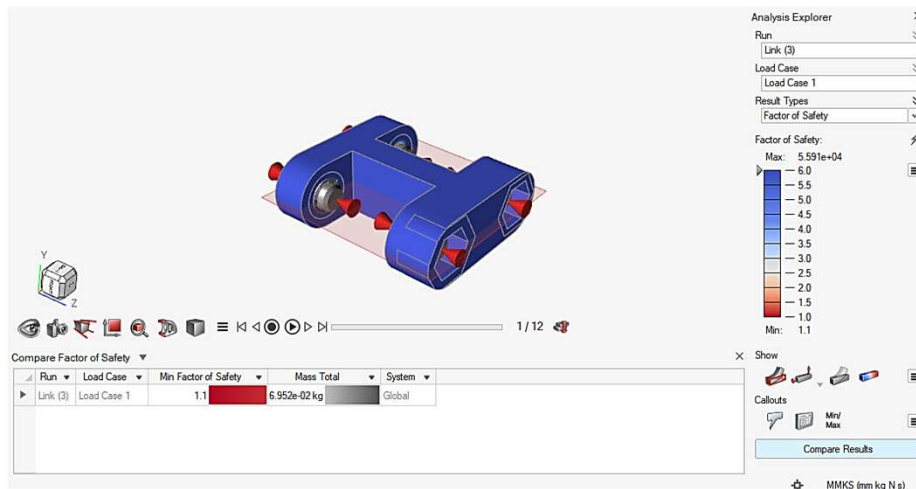 Analysis Explorer
Run
Link (3)
Load Case
Load Case 1
Result Types
Factor of Safety
Factor of Safety:
Max: 5.591e+04
6.0
5.5
5.0
4.5
4.0
3.5
3.0
2.5
2.0
1.5
1.0
Min: 1.1
Y
Z
1 / 12
Compare Factor of Safety
Run Load Case Min Factor of Safety Mass Total System
Link (3) Load Case 1 1.1 6.952e-02 kg Global
Show
Callouts
Min/
Max
Compare Results
MMKS (mm kg N s)